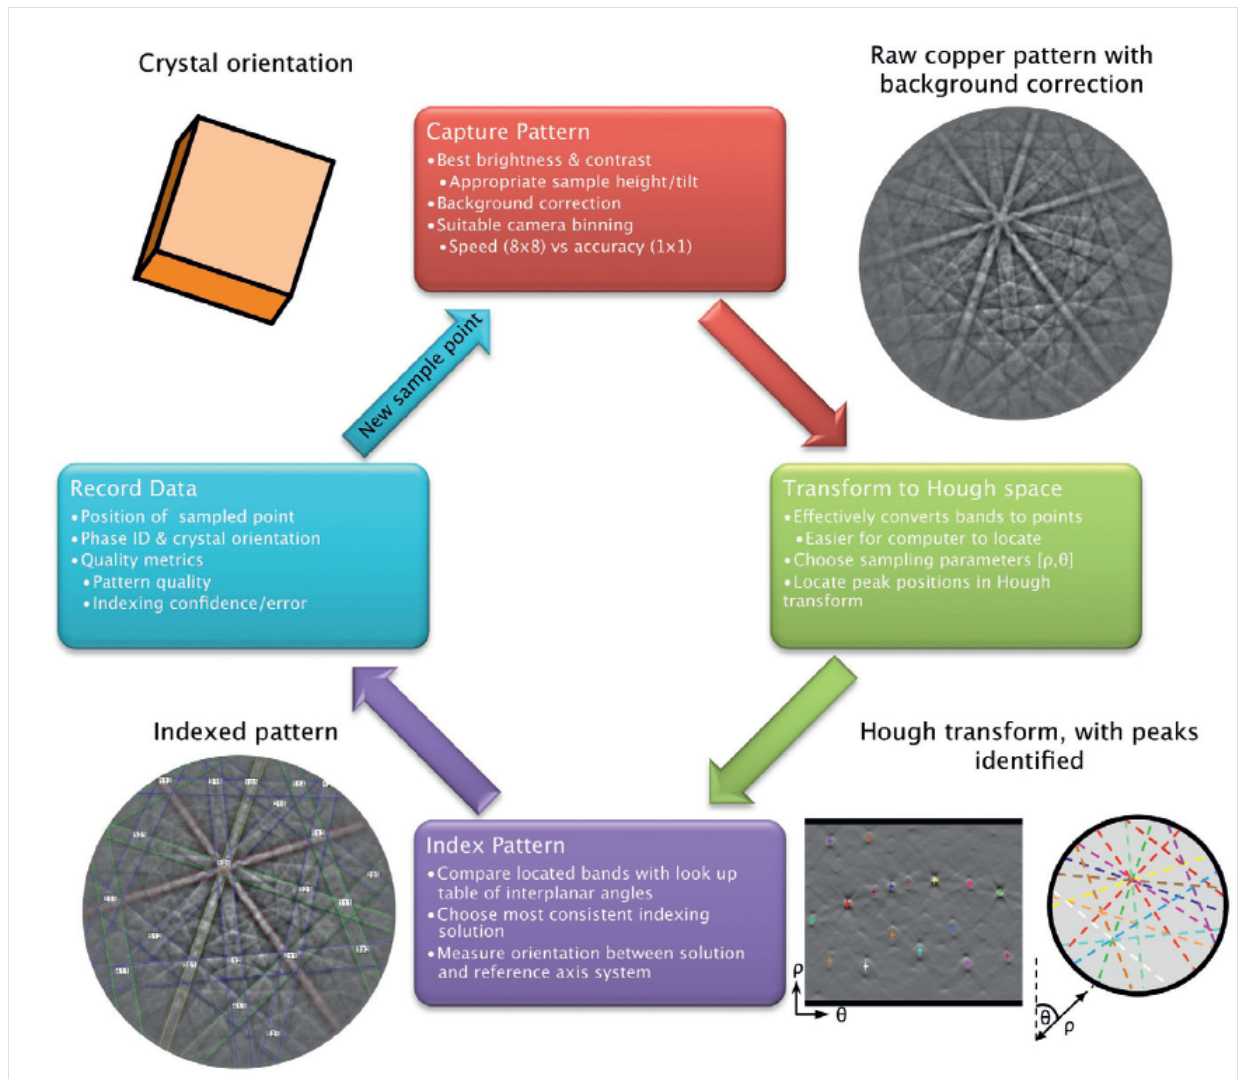 Crystal orientation
Raw copper pattern with
background correction
Capture Pattern
•Best brightness & contrast
•Appropriate sample height/tilt
•Background correction
•Suitable camera binning
•Speed (8x8) vs accuracy (1x1)
New sample point
Record Data
•Position of sampled point
•Phase ID & crystal orientation
•Quality metrics
•Pattern quality
•Indexing confidence/error
Transform to Hough space
•Effectively converts bands to points
•Easier for computer to locate
•Choose sampling parameters [ρ,θ]
•Locate peak positions in Hough
transform
Indexed pattern
Hough transform, with peaks
identified
Index Pattern
•Compare located bands with look up
table of interplanar angles
•Choose most consistent indexing
solution
•Measure orientation between solution
and reference axis system
ρ
θ
θ
ρ